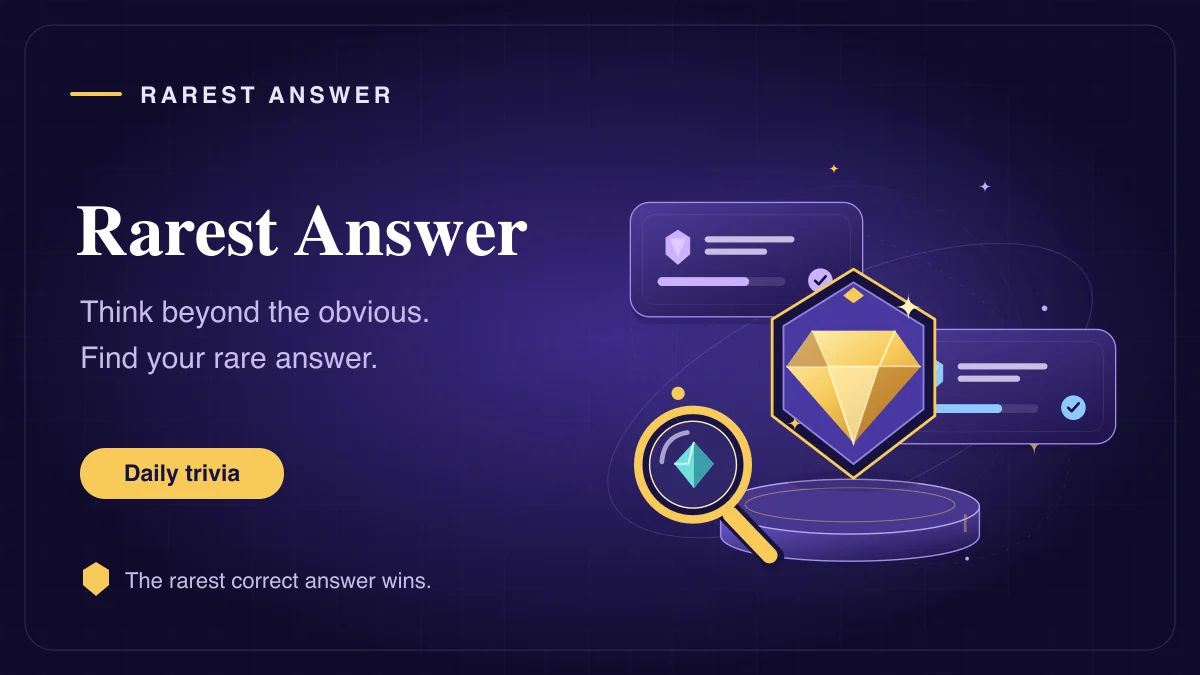 RAREST ANSWER
Rarest Answer
Think beyond the obvious.
Find your rare answer.
Daily trivia
The rarest correct answer wins.